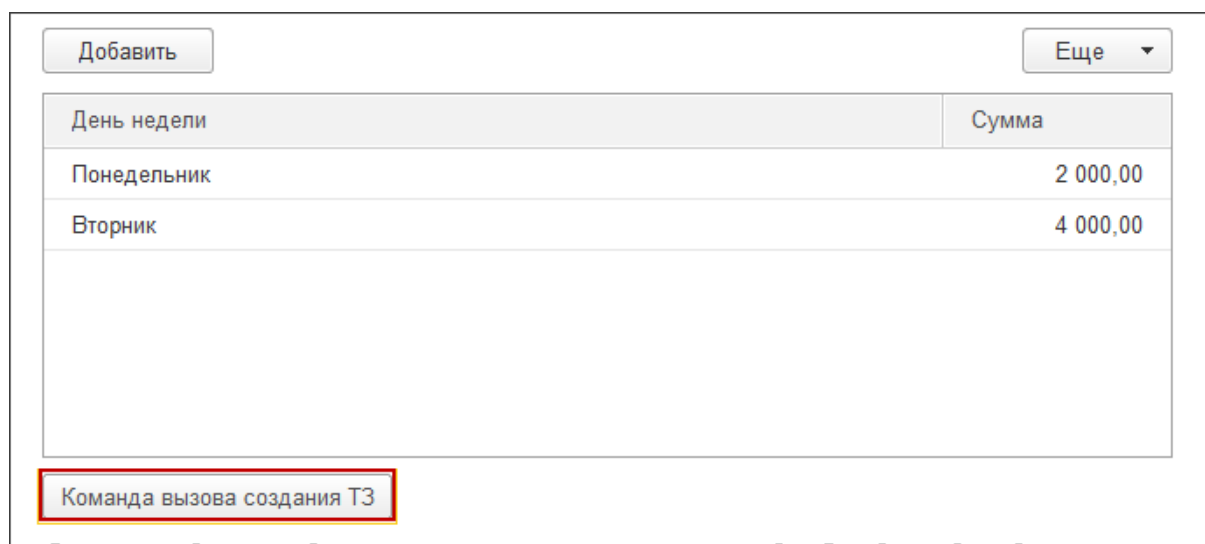 Добавить Еще
День недели Сумма
Понедельник 2 000,00
Вторник 4 000,00
Команда вызова создания ТЗ